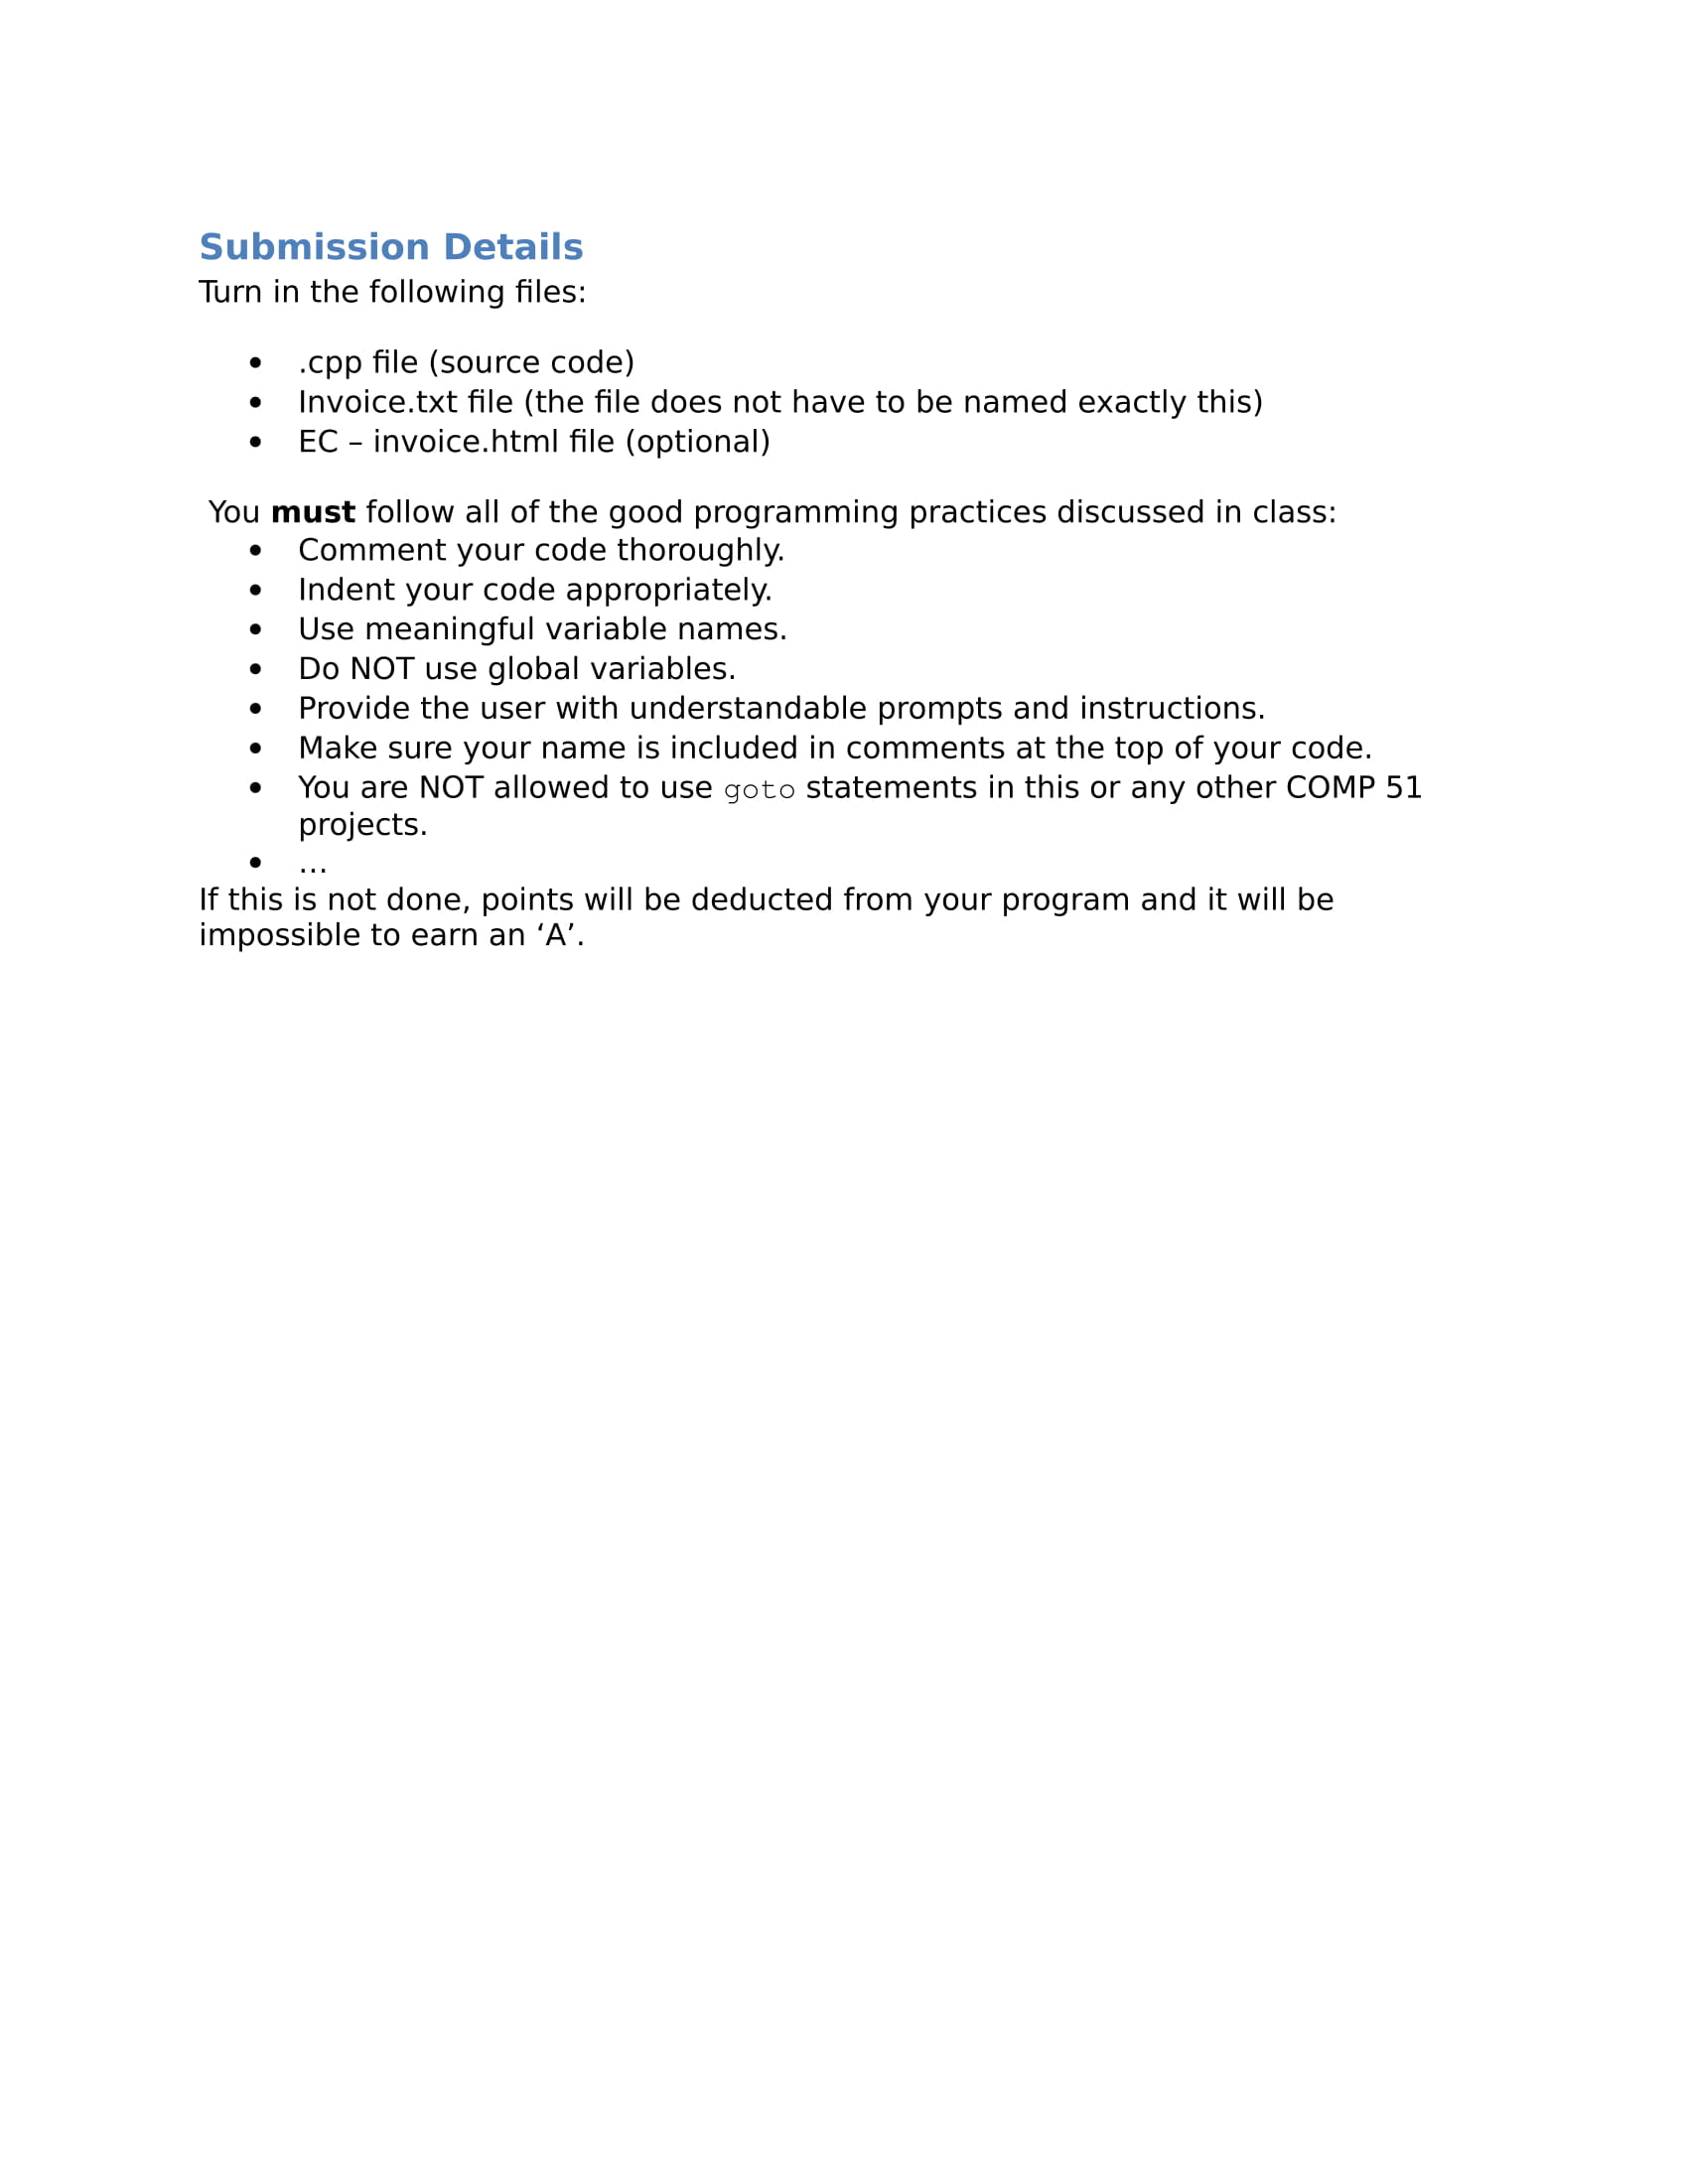 Submission Details
Turn in the following files:
• .cpp file (source code)
• Invoice.txt file (the file does not have to be named exactly this)
• EC – invoice.html file (optional)
You must follow all of the good programming practices discussed in class:
• Comment your code thoroughly.
• Indent your code appropriately.
• Use meaningful variable names.
• Do NOT use global variables.
• Provide the user with understandable prompts and instructions.
• Make sure your name is included in comments at the top of your code.
• You are NOT allowed to use goto statements in this or any other COMP 51
projects.
• …
If this is not done, points will be deducted from your program and it will be
impossible to earn an ‘A’.